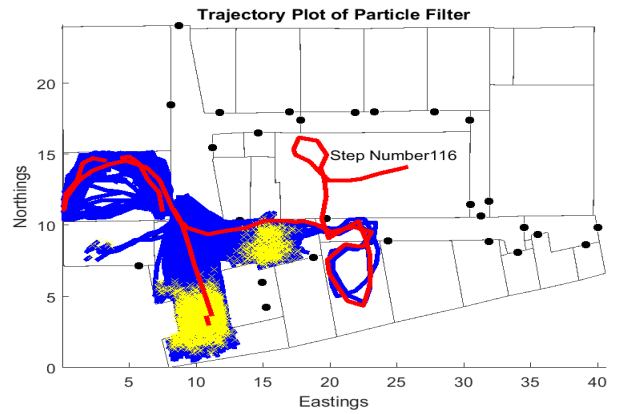 Trajectory Plot of Particle Filter
20
15
10
5
0
Northings
Step Number116
5 10 15 20 25 30 35 40
Eastings